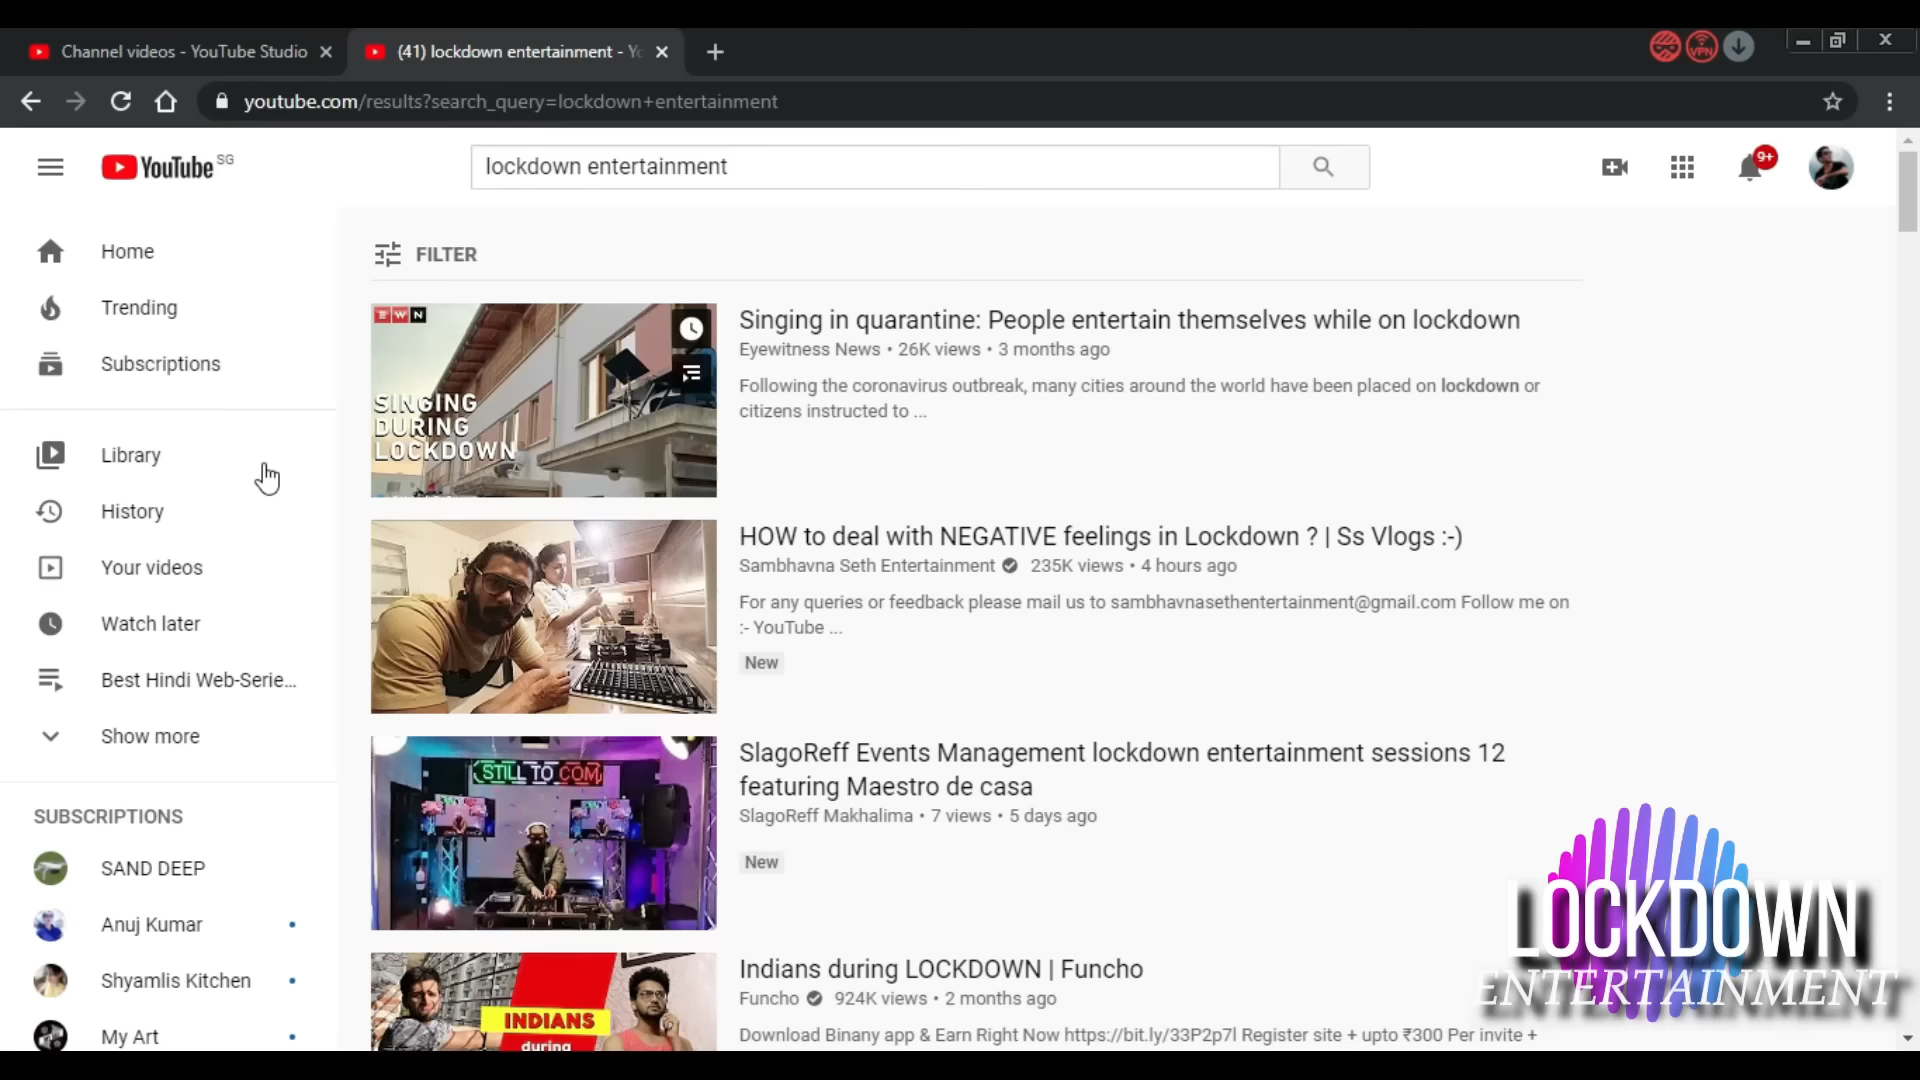 Channel videos - YouTube Studio
(41) lockdown entertainment - Yo
VPN
youtube.com/results?search_query=lockdown+entertainment
YouTube SG
lockdown entertainment
9+
Home
Trending
Subscriptions
Library
History
Your videos
Watch later
Best Hindi Web-Serie...
Show more
SUBSCRIPTIONS
SAND DEEP
Anuj Kumar
Shyamlis Kitchen
My Art
FILTER
EWN
SINGING
DURING
LOCKDOWN
Singing in quarantine: People entertain themselves while on lockdown
Eyewitness News • 26K views • 3 months ago
Following the coronavirus outbreak, many cities around the world have been placed on lockdown or
citizens instructed to ...
HOW to deal with NEGATIVE feelings in Lockdown ? | Ss Vlogs :-)
Sambhavna Seth Entertainment 235K views • 4 hours ago
For any queries or feedback please mail us to sambhavnasethentertainment@gmail.com Follow me on
:- YouTube ...
New
STILL TO COM
SlagoReff Events Management lockdown entertainment sessions 12
featuring Maestro de casa
SlagoReff Makhalima • 7 views • 5 days ago
New
INDIANS
during
Indians during LOCKDOWN | Funcho
Funcho 924K views • 2 months ago
Download Binany app & Earn Right Now https://bit.ly/33P2p7l Register site + upto ₹300 Per invite +
LOCKDOWN
ENTERTAINMENT